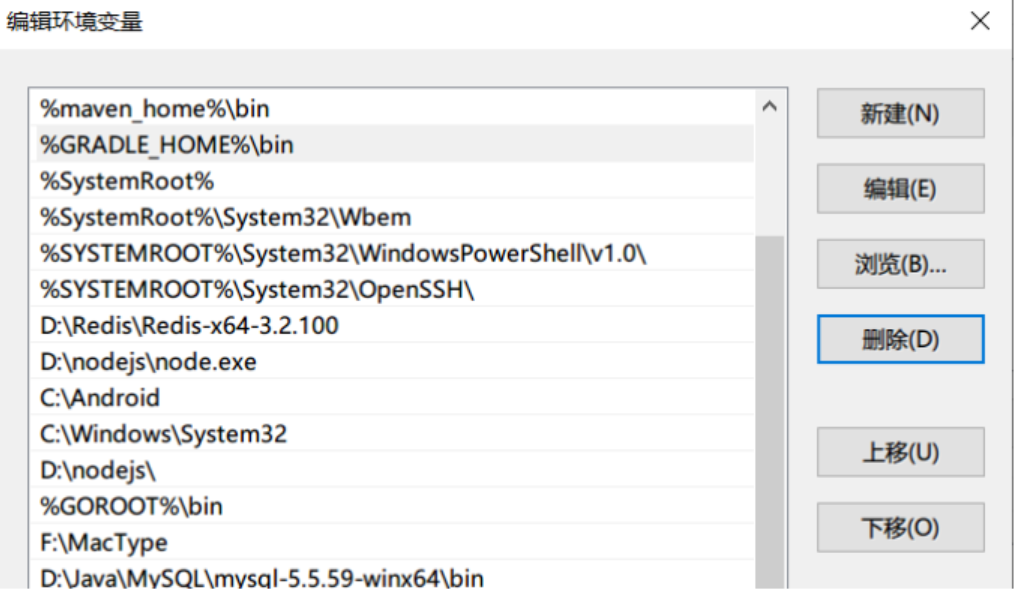 编辑环境变量
%maven_home%\bin
新建(N)
%GRADLE_HOME%\bin
%SystemRoot%
编辑(E)
%SystemRoot%\System32\Wbem
%SYSTEMROOT%\System32\WindowsPowerShell\v1.0\
浏览(B)...
%SYSTEMROOT%\System32\OpenSSH\
D:\Redis\Redis-x64-3.2.100
删除(D)
D:\nodejs\node.exe
C:\Android
C:\Windows\System32
上移(U)
D:\nodejs\
%GOROOT%\bin
下移(O)
F:\MacType
D:\Java\MySQL\mysql-5.5.59-winx64\bin